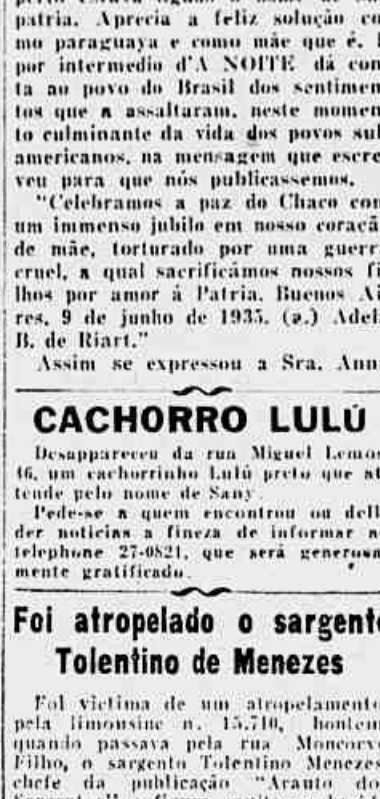 patria. Aprecia a feliz solução co
mo paraguaya e como mãe que é.
por intermedio d'A NOITE dá con
ta ao povo do Brasil dos sentimen
tos que a assaltaram, neste momen
to culminante da vida dos povos sul
americanos, na mensagem que escre
veu para que nós publicassemos.
"Celebramos a paz do Chaco con
um immenso jubilo em nosso coraçã
de mãe, torturado por uma guerr
cruel, a qual sacrificámos nossos fi
lhos por amor á Patria. Buenos Ai
res, 9 de junho de 1935. (a.) Adel
B. de Riart."
Assim se expressou a Sra. Ann
CACHORRO LULÚ
Desappareceu da rua Miguel Lemos
46, um cachorrinho Lulú preto que at
tende pelo nome de Sany.
Pede-se a quem encontrou ou dell
der noticias a fineza de informar a
telephone 27-0821, que será generosa
mente gratificado.
Foi atropelado o sargento
Tolentino de Menezes
Foi victima de um atropelamento
pela limousine n. 15.710, hontem
quando passava pela rua Moncorvo
Filho, o sargento Tolentino Menezes
chefe da publicação "Arauto do